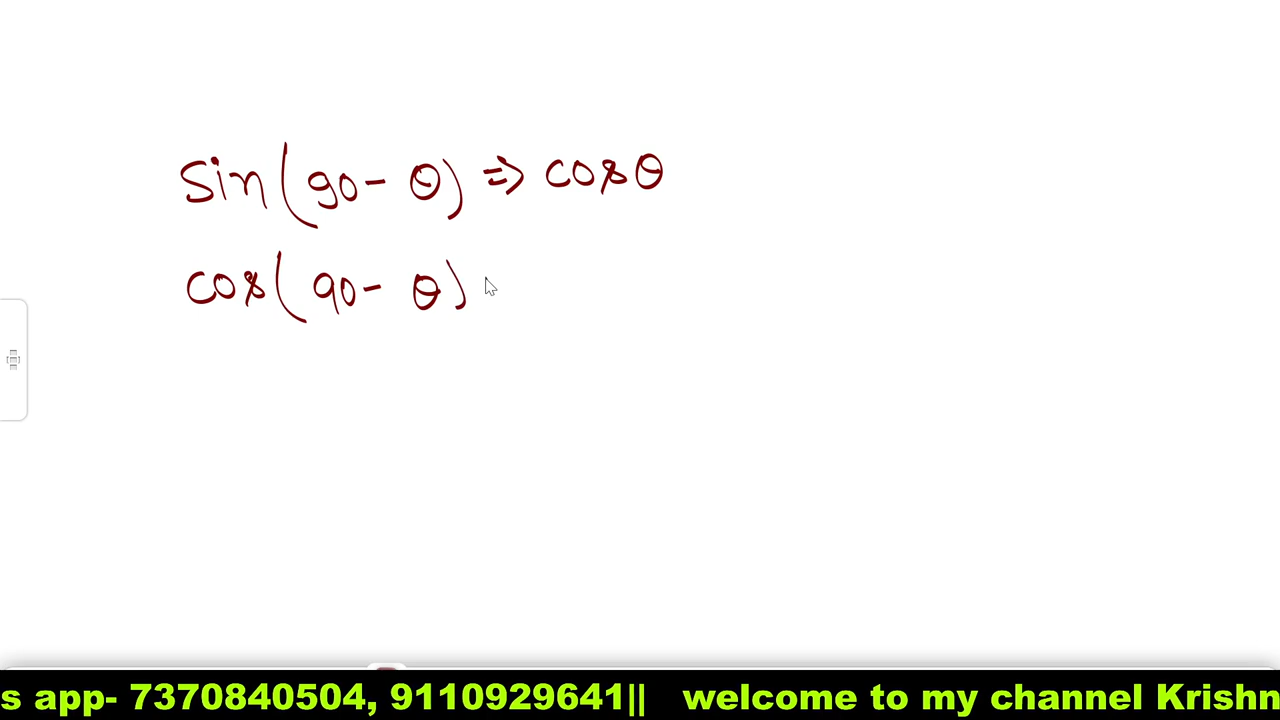 Sin(90- θ) => cosθ
cos(90- θ)
s app- 7370840504, 9110929641|| welcome to my channel Krishn